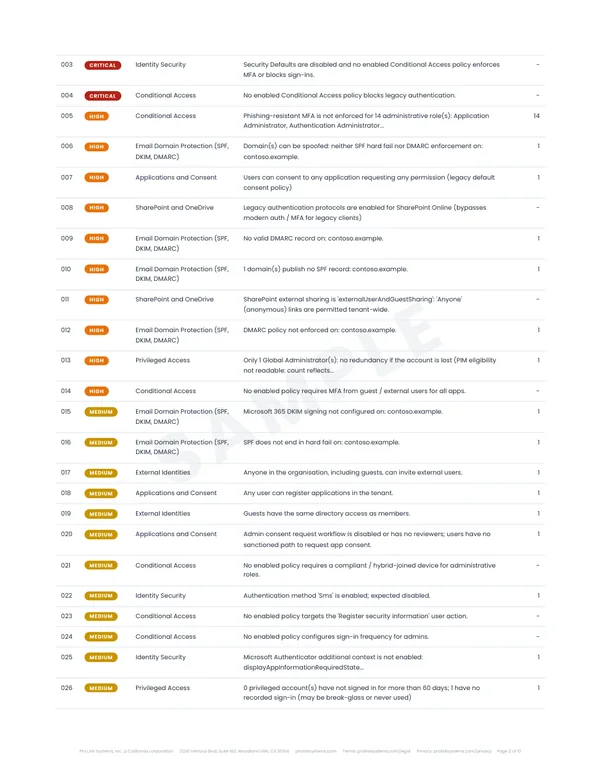 003 CRITICAL Identity Security Security Defaults are disabled and no enabled Conditional Access policy enforces -
MFA or blocks sign-ins.
004 CRITICAL Conditional Access No enabled Conditional Access policy blocks legacy authentication. -
005 HIGH Conditional Access Phishing-resistant MFA is not enforced for 14 administrative role(s): Application 14
Administrator, Authentication Administrator...
006 HIGH Email Domain Protection (SPF, Domain(s) can be spoofed: neither SPF hard fail nor DMARC enforcement on: 1
DKIM, DMARC) contoso.example.
007 HIGH Applications and Consent Users can consent to any application requesting any permission (legacy default 1
consent policy)
008 HIGH SharePoint and OneDrive Legacy authentication protocols are enabled for SharePoint Online (bypasses -
modern auth / MFA for legacy clients)
009 HIGH Email Domain Protection (SPF, No valid DMARC record on: contoso.example. 1
DKIM, DMARC)
010 HIGH Email Domain Protection (SPF, 1 domain(s) publish no SPF record: contoso.example. 1
DKIM, DMARC)
011 HIGH SharePoint and OneDrive SharePoint external sharing is 'externalUserAndGuestSharing': 'Anyone' -
(anonymous) links are permitted tenant-wide.
012 HIGH Email Domain Protection (SPF, DMARC policy not enforced on: contoso.example. 1
DKIM, DMARC)
013 HIGH Privileged Access Only 1 Global Administrator(s): no redundancy if the account is lost (PIM eligibility 1
not readable: count reflects...
014 HIGH Conditional Access No enabled policy requires MFA from guest / external users for all apps. -
015 MEDIUM Email Domain Protection (SPF, Microsoft 365 DKIM signing not configured on: contoso.example. 1
DKIM, DMARC)
016 MEDIUM Email Domain Protection (SPF, SPF does not end in hard fail on: contoso.example. 1
DKIM, DMARC)
017 MEDIUM External Identities Anyone in the organisation, including guests, can invite external users. 1
018 MEDIUM Applications and Consent Any user can register applications in the tenant. 1
019 MEDIUM External Identities Guests have the same directory access as members. 1
020 MEDIUM Applications and Consent Admin consent request workflow is disabled or has no reviewers; users have no 1
sanctioned path to request app consent.
021 MEDIUM Conditional Access No enabled policy requires a compliant / hybrid-joined device for administrative -
roles.
022 MEDIUM Identity Security Authentication method 'Sms' is enabled; expected disabled. 1
023 MEDIUM Conditional Access No enabled policy targets the 'Register security information' user action. -
024 MEDIUM Conditional Access No enabled policy configures sign-in frequency for admins. -
025 MEDIUM Identity Security Microsoft Authenticator additional context is not enabled: 1
displayAppInformationRequiredState...
026 MEDIUM Privileged Access 0 privileged account(s) have not signed in for more than 60 days; 1 have no 1
recorded sign-in (may be break-glass or never used)
SAMPLE
a California corporation Page 2 of 10